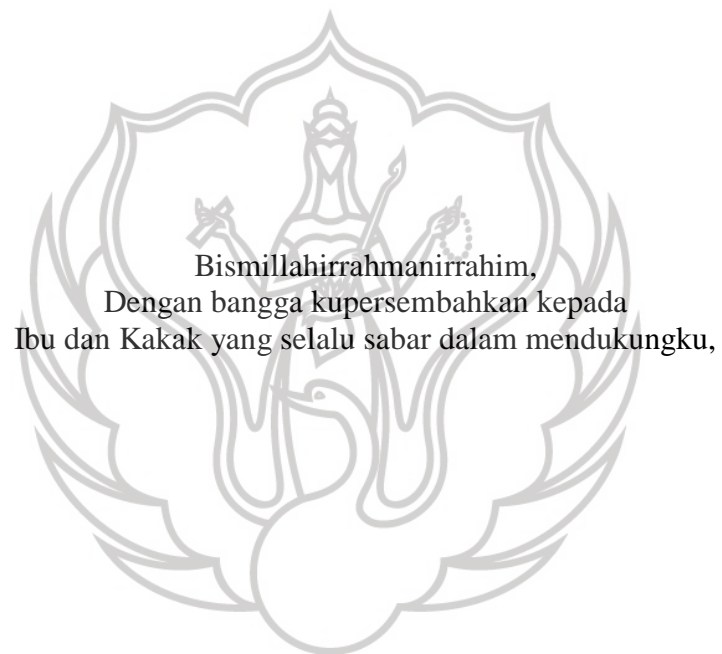 Bismillahirrahmanirrahim,
Dengan bangga kupersembahkan kepada
Ibu dan Kakak yang selalu sabar dalam mendukungku,